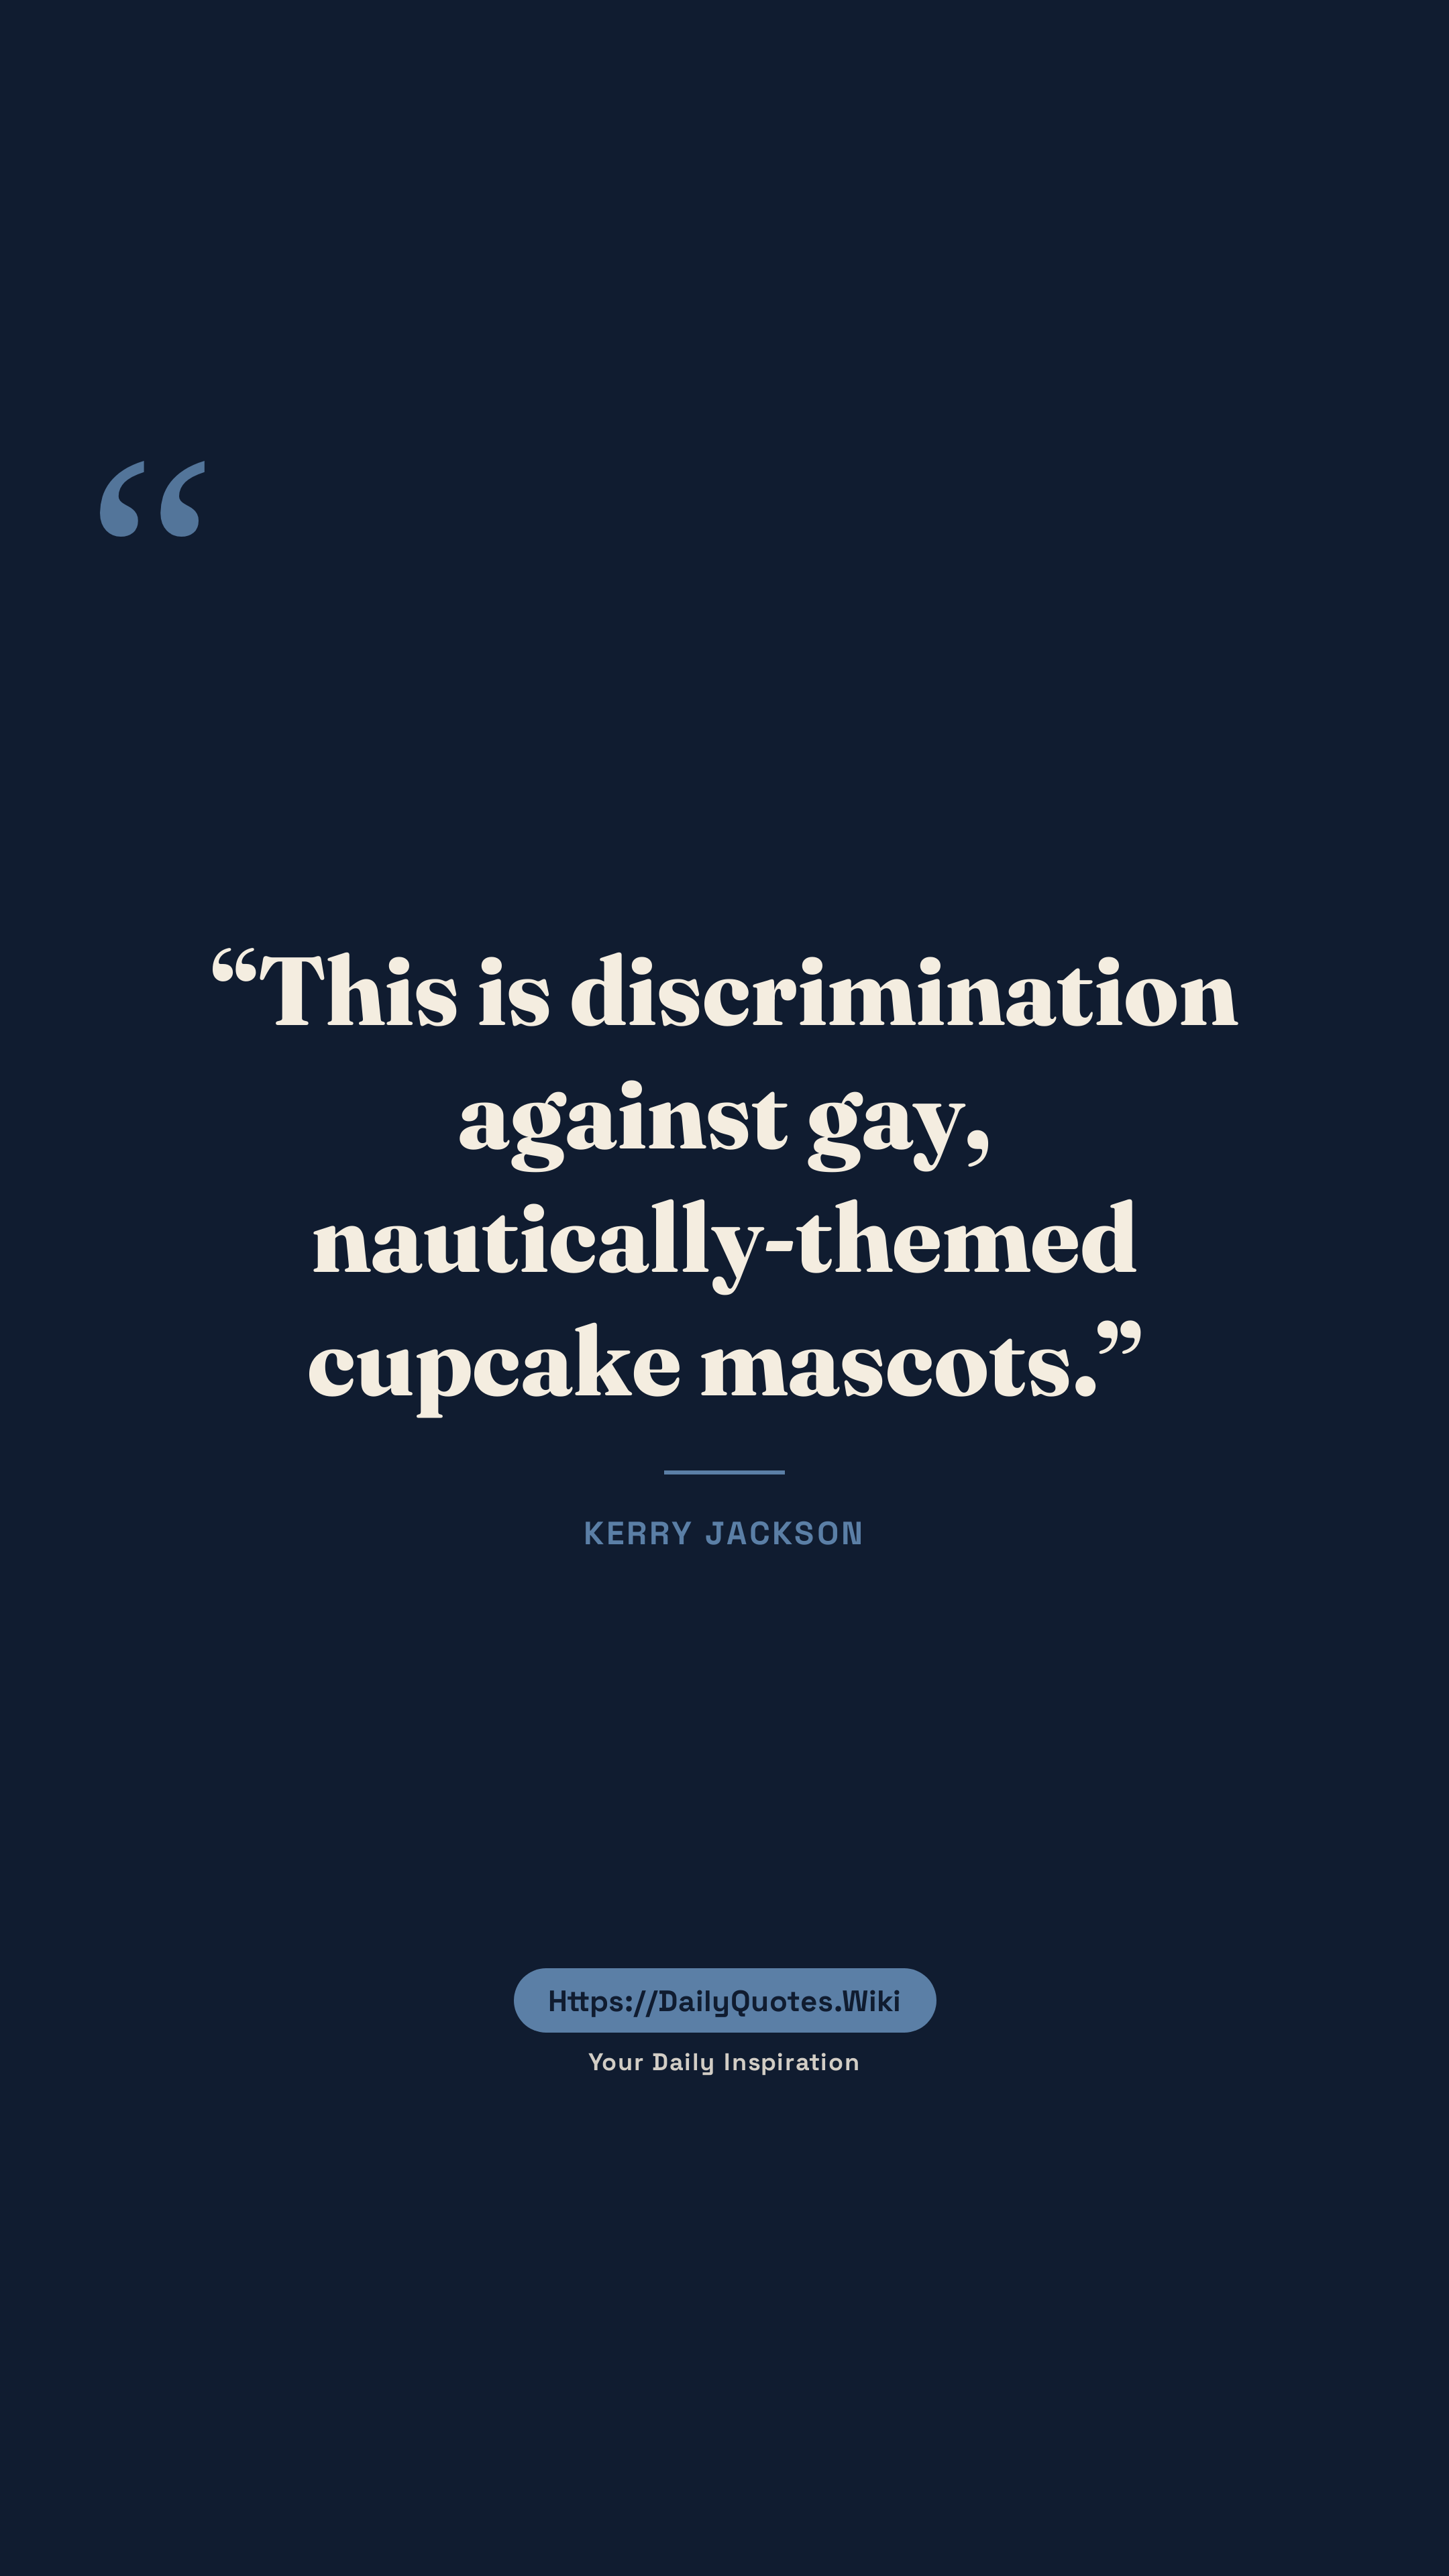 “
“This is discrimination
against gay,
nautically-themed
cupcake mascots.”
KERRY JACKSON
Https://DailyQuotes.Wiki
Your Daily Inspiration